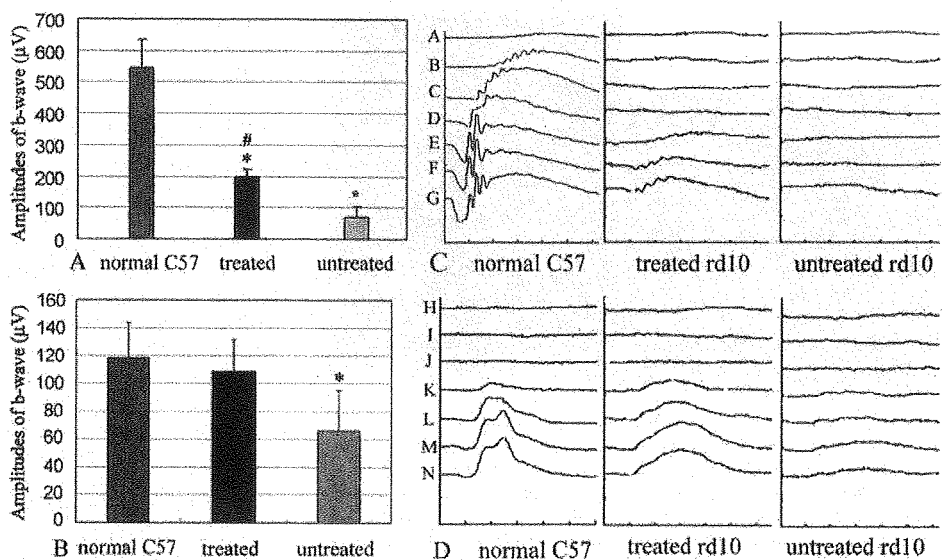 Amplitudes of b-wave (µV)
700
600
500
400
300
200
100
0
#
*
*
A normal C57 treated untreated
Amplitudes of b-wave (µV)
160
140
120
100
80
60
40
20
0
*
B normal C57 treated untreated
A
B
C
D
E
F
G
C normal C57 treated rd10 untreated rd10
H
I
J
K
L
M
N
D normal C57 treated rd10 untreated rd10